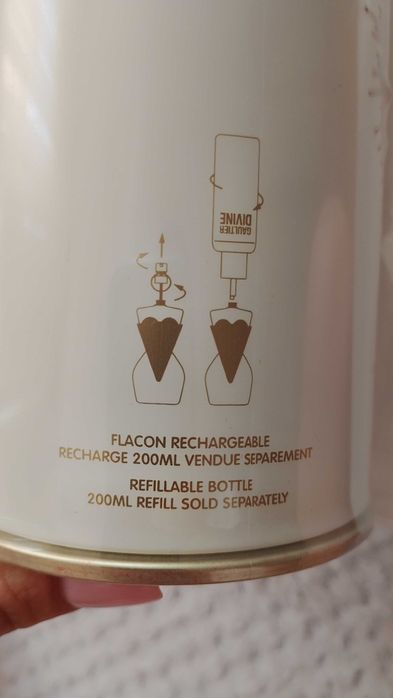 GAULTIER
DIVINE
FLACON RECHARGEABLE
RECHARGE 200ML VENDUE SEPAREMENT
REFILLABLE BOTTLE
200ML REFILL SOLD SEPARATELY